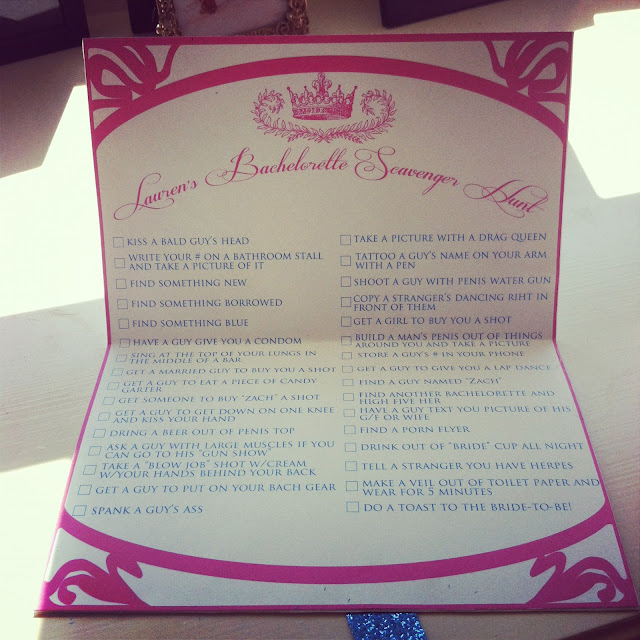 Lauren's Bachelorette Scavenger Hunt
KISS A BALD GUY'S HEAD
WRITE YOUR # ON A BATHROOM STALL
AND TAKE A PICTURE OF IT
FIND SOMETHING NEW
FIND SOMETHING BORROWED
FIND SOMETHING BLUE
HAVE A GUY GIVE YOU A CONDOM
SING AT THE TOP OF YOUR LUNGS IN
THE MIDDLE OF A BAR
GET A MARRIED GUY TO BUY YOU A SHOT
GET A GUY TO EAT A PIECE OF CANDY
GARTER
GET SOMEONE TO BUY "ZACH" A SHOT
GET A GUY TO GET DOWN ON ONE KNEE
AND KISS YOUR HAND
DRING A BEER OUT OF PENIS TOP
ASK A GUY WITH LARGE MUSCLES IF YOU
CAN GO TO HIS "GUN SHOW"
TAKE A "BLOW JOB" SHOT W/CREAM
W/YOUR HANDS BEHIND YOUR BACK
GET A GUY TO PUT ON YOUR BACH GEAR
SPANK A GUY'S ASS
TAKE A PICTURE WITH A DRAG QUEEN
TATTOO A GUY'S NAME ON YOUR ARM
WITH A PEN
SHOOT A GUY WITH PENIS WATER GUN
COPY A STRANGER'S DANCING RIHT IN
FRONT OF THEM
GET A GIRL TO BUY YOU A SHOT
BUILD A MAN'S PENIS OUT OF THINGS
AROUND YOU AND TAKE A PICTURE
STORE A GUY'S # IN YOUR PHONE
GET A GUY TO GIVE YOU A LAP DANCE
FIND A GUY NAMED "ZACH"
FIND ANOTHER BACHELORETTE AND
HIGH FIVE HER
HAVE A GUY TEXT YOU PICTURE OF HIS
G/F OR WIFE
FIND A PORN FLYER
DRINK OUT OF "BRIDE" CUP ALL NIGHT
TELL A STRANGER YOU HAVE HERPES
MAKE A VEIL OUT OF TOILET PAPER AND
WEAR FOR 5 MINUTES
DO A TOAST TO THE BRIDE-TO-BE!